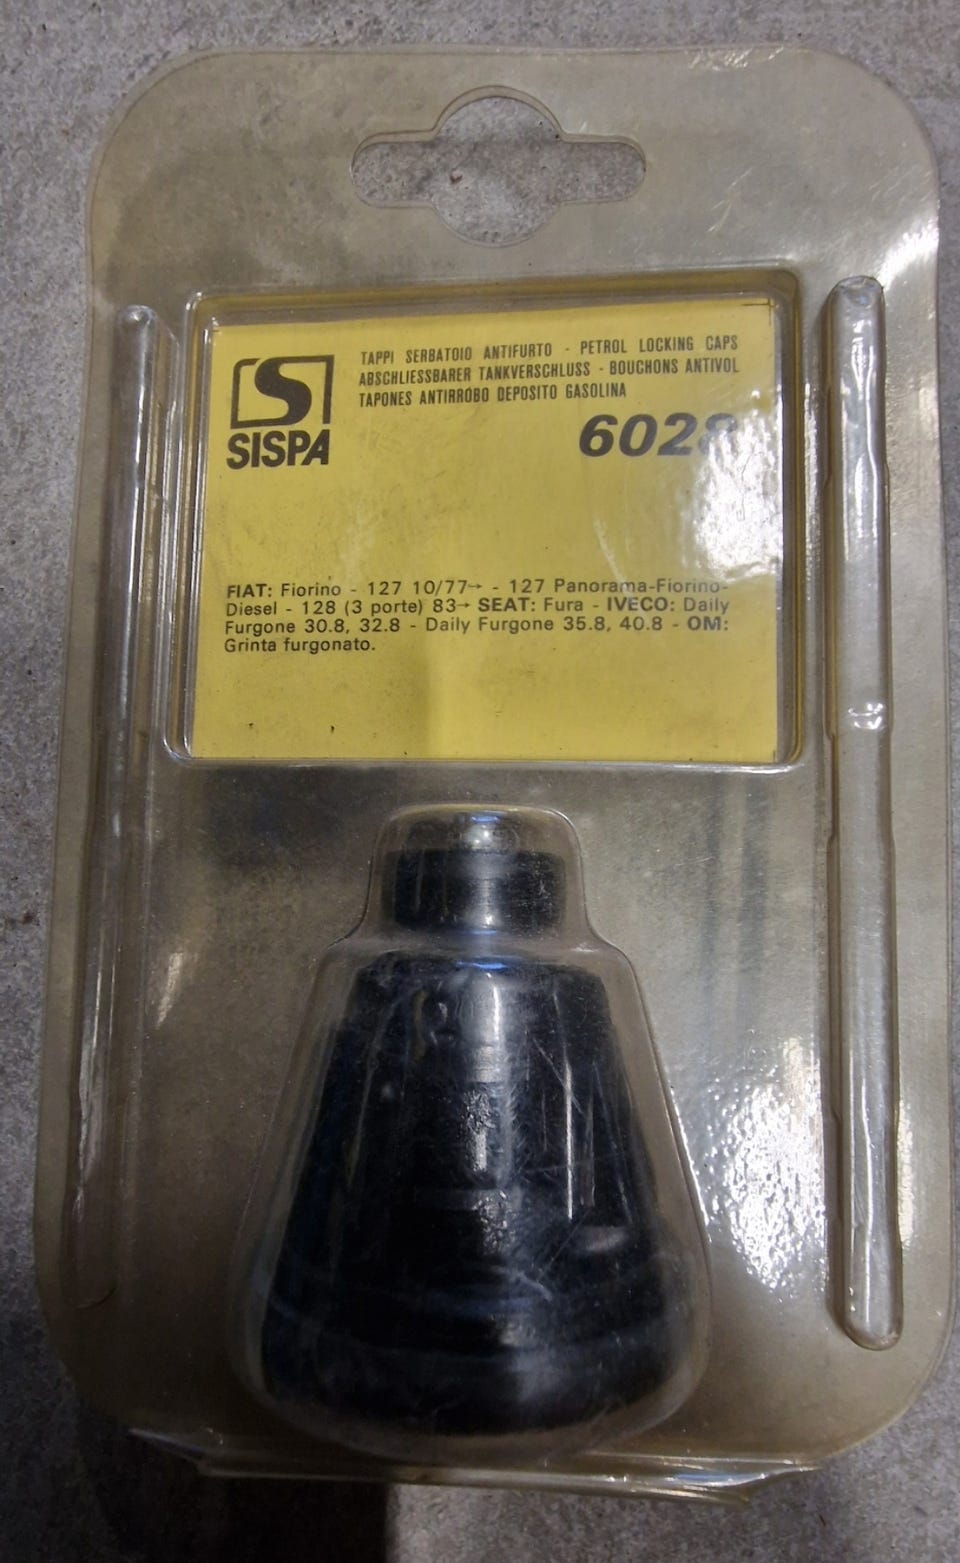 TAPPI SERBATOIO ANTIFURTO - PETROL LOCKING CAPS
ABSCHLIESSBARER TANKVERSCHLUSS - BOUCHONS ANTIVOL
TAPONES ANTIRROBO DEPOSITO GASOLINA
SISPA
6028
FIAT: Fiorino - 127 10/77→ - 127 Panorama-Fiorino-
Diesel - 128 (3 porte) 83→ SEAT: Fura - IVECO: Daily
Furgone 30.8, 32.8 - Daily Furgone 35.8, 40.8 - OM:
Grinta furgonato.